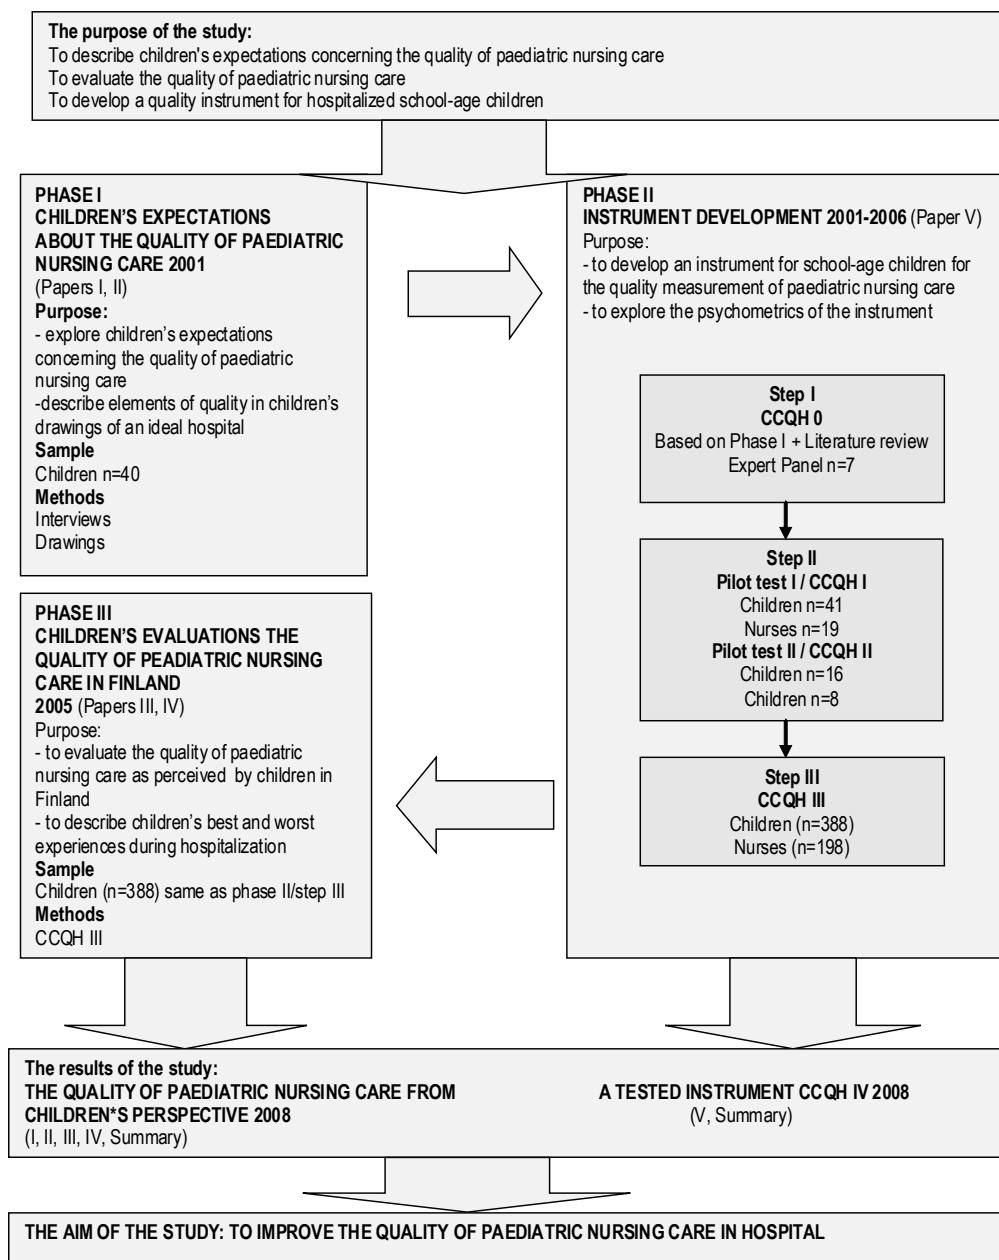 The purpose of the study:
To describe children's expectations concerning the quality of paediatric nursing care
To evaluate the quality of paediatric nursing care
To develop a quality instrument for hospitalized school-age children
PHASE I
CHILDREN'S EXPECTATIONS
ABOUT THE QUALITY OF PAEDIATRIC
NURSING CARE 2001
(Papers I, II)
Purpose:
- explore children's expectations
concerning the quality of paediatric
nursing care
-describe elements of quality in children's
drawings of an ideal hospital
Sample
Children n=40
Methods
Interviews
Drawings
PHASE II
INSTRUMENT DEVELOPMENT 2001-2006 (Paper V)
Purpose:
- to develop an instrument for school-age children for
the quality measurement of paediatric nursing care
- to explore the psychometrics of the instrument
Step I
CCQH 0
Based on Phase I + Literature review
Expert Panel n=7
Step II
Pilot test I / CCQH I
Children n=41
Nurses n=19
Pilot test II / CCQH II
Children n=16
Children n=8
Step III
CCQH III
Children (n=388)
Nurses (n=198)
PHASE III
CHILDREN'S EVALUATIONS THE
QUALITY OF PEADIATRIC NURSING
CARE IN FINLAND
2005 (Papers III, IV)
Purpose:
- to evaluate the quality of paediatric
nursing care as perceived by children in
Finland
- to describe children's best and worst
experiences during hospitalization
Sample
Children (n=388) same as phase II/step III
Methods
CCQH III
The results of the study:
THE QUALITY OF PAEDIATRIC NURSING CARE FROM
CHILDREN*S PERSPECTIVE 2008
(I, II, III, IV, Summary)
A TESTED INSTRUMENT CCQH IV 2008
(V, Summary)
THE AIM OF THE STUDY: TO IMPROVE THE QUALITY OF PAEDIATRIC NURSING CARE IN HOSPITAL